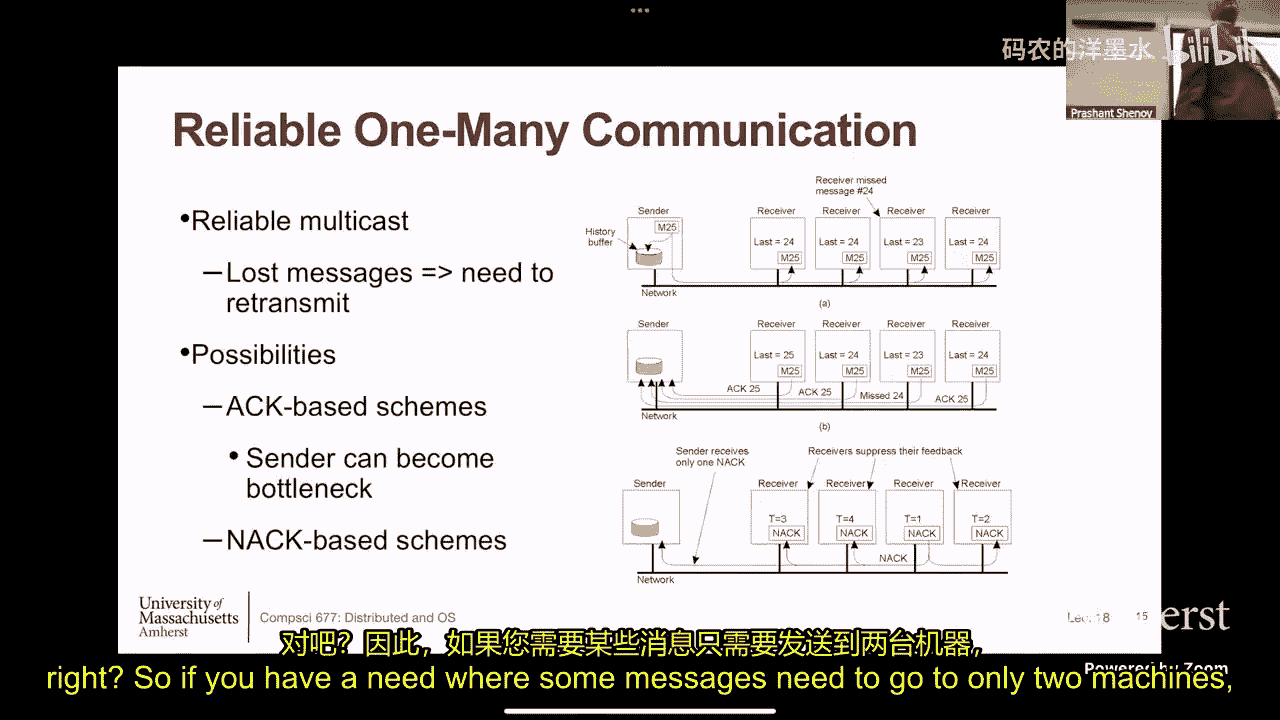 码农的洋墨水 bilibili
Prashant Shenoy
Reliable One-Many Communication
•Reliable multicast
–Lost messages => need to
retransmit
•Possibilities
–ACK-based schemes
• Sender can become
bottleneck
–NACK-based schemes
Receiver missed
message #24
Sender
Receiver
Receiver
Receiver
Receiver
History
buffer
M25
Last = 24
Last = 24
Last = 23
Last = 24
M25
M25
M25
M25
Network
(a)
Sender
Receiver
Receiver
Receiver
Receiver
Last = 25
Last = 24
Last = 23
Last = 24
M25
M25
M25
M25
ACK 25
ACK 25
Missed 24
ACK 25
Network
(b)
Sender receives
only one NACK
Receivers suppress their feedback
Sender
Receiver
Receiver
Receiver
Receiver
T=3
T=4
T=1
T=2
NACK
NACK
NACK
NACK
NACK
Network
University of
Massachusetts
Amherst
Compsci 677: Distributed and OS
15
erst
Powered by Zoom
对吧？因此，如果您需要某些消息只需要发送到两台机器，
right? So if you have a need where some messages need to go to only two machines,